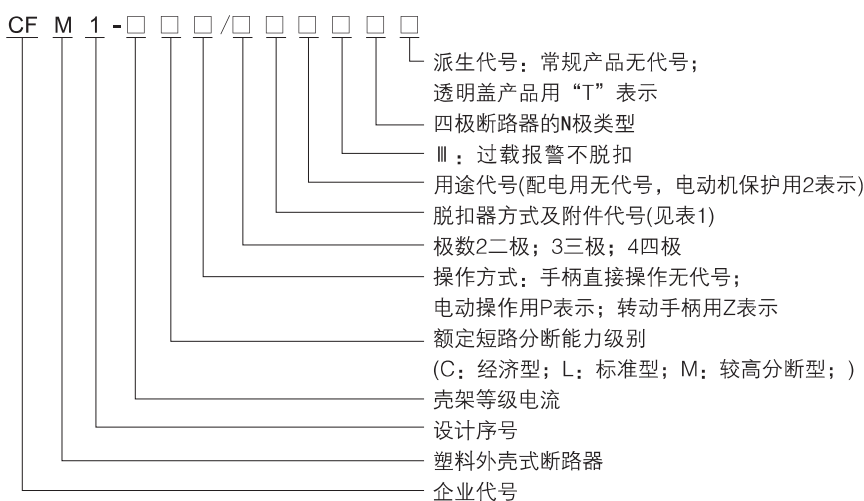 CF M 1-□□□/□□□□□□
派生代号：常规产品无代号；
透明盖产品用“T”表示
四极断路器的N极类型
Ⅲ：过载报警不脱扣
用途代号(配电用无代号，电动机保护用2表示)
脱扣器方式及附件代号(见表1)
极数2二极；3三极；4四极
操作方式：手柄直接操作无代号；
电动操作用P表示；转动手柄用Z表示
额定短路分断能力级别
(C：经济型；L：标准型；M：较高分断型；)
壳架等级电流
设计序号
塑料外壳式断路器
企业代号